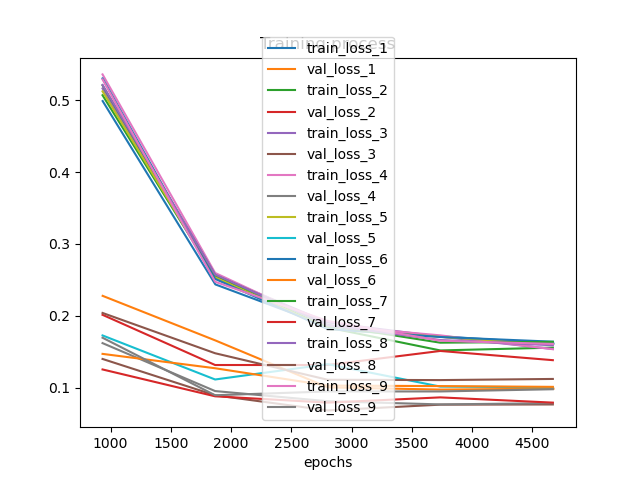 Training process
train_loss_1
val_loss_1
train_loss_2
val_loss_2
train_loss_3
val_loss_3
train_loss_4
val_loss_4
train_loss_5
val_loss_5
train_loss_6
val_loss_6
train_loss_7
val_loss_7
train_loss_8
val_loss_8
train_loss_9
val_loss_9
0.5
0.4
0.3
0.2
0.1
1000 1500 2000 2500 3000 3500 4000 4500
epochs